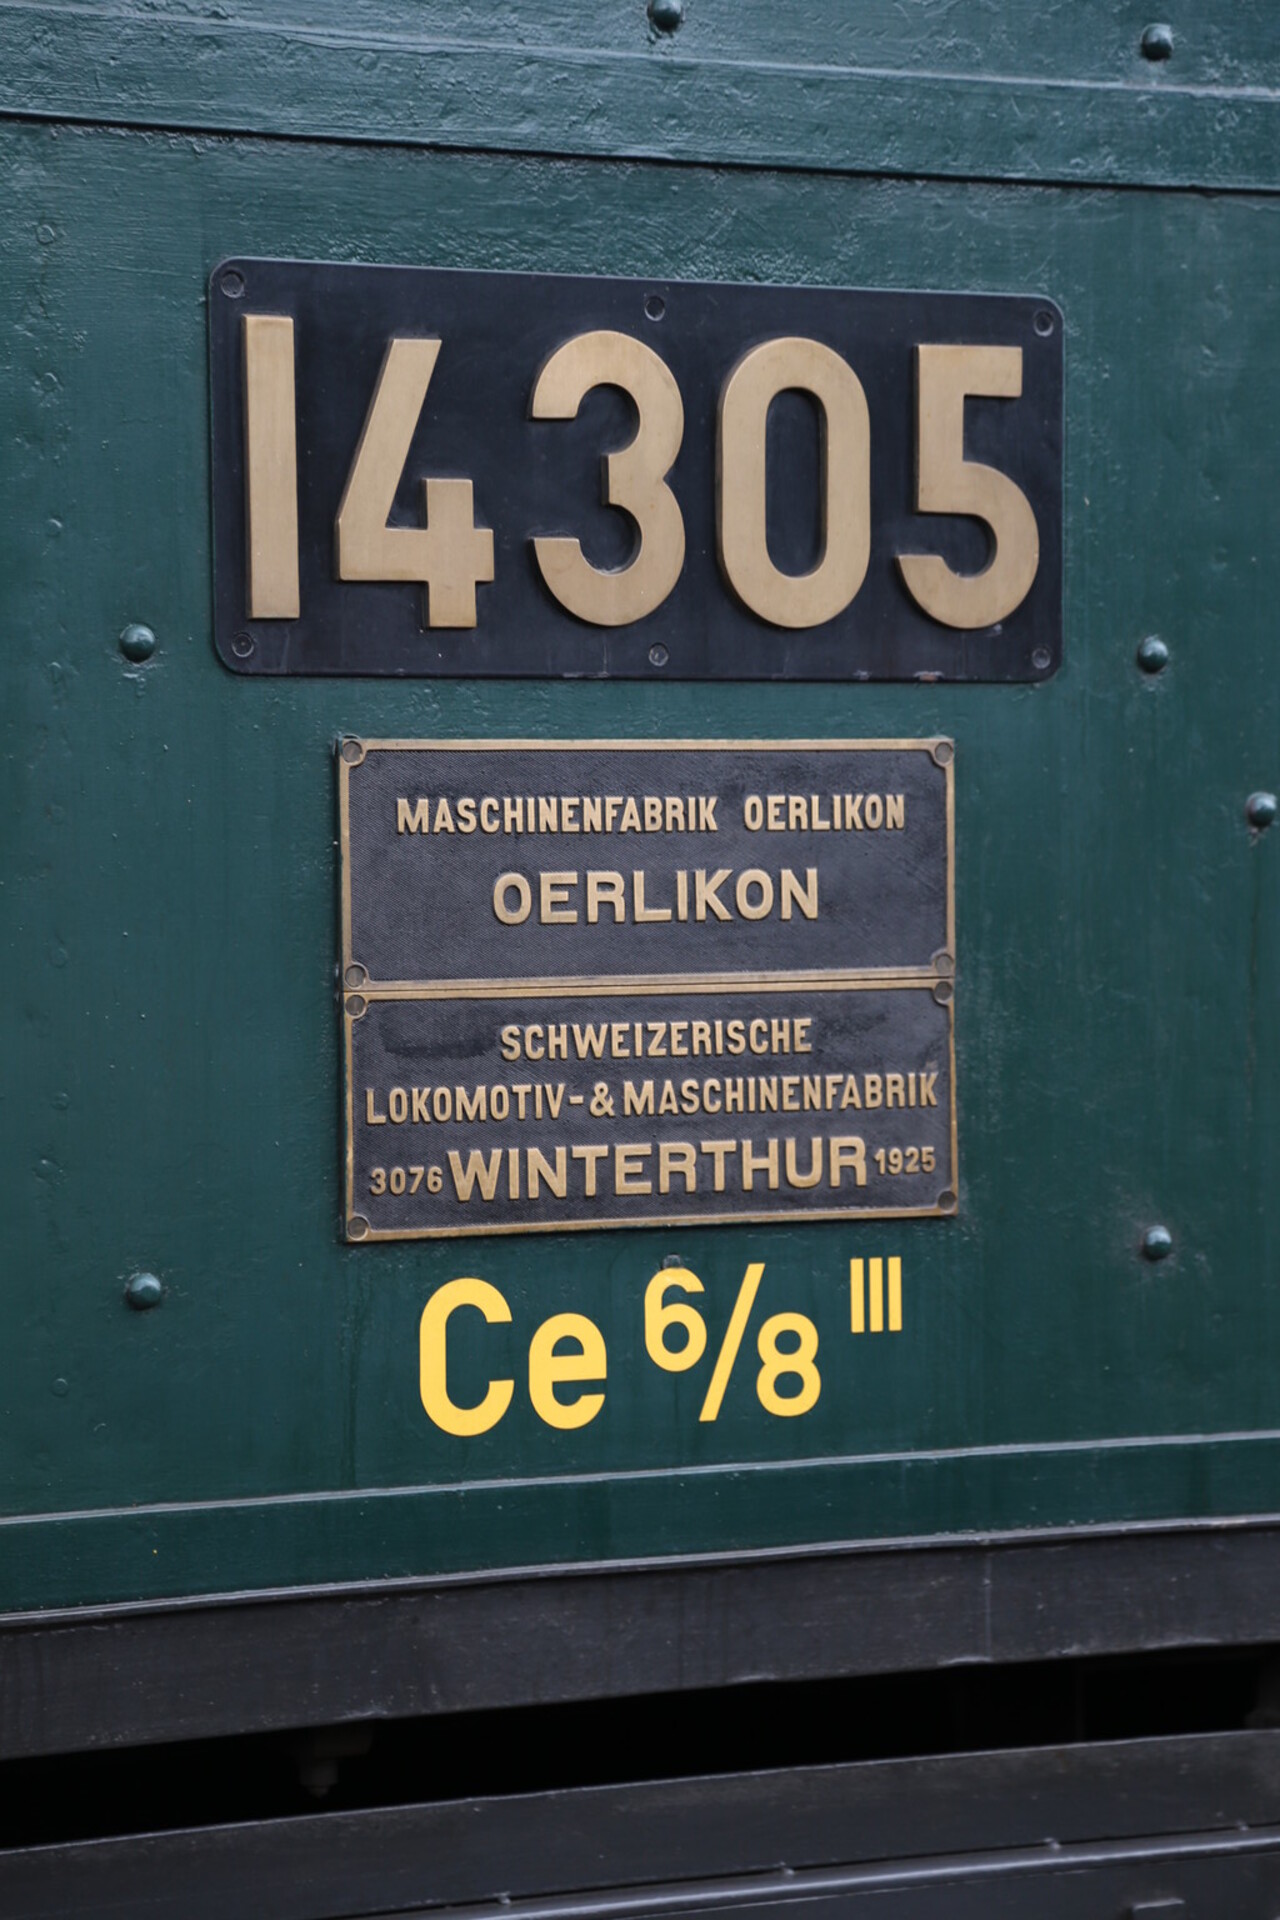 14305
MASCHINENFABRIK OERLIKON
OERLIKON
SCHWEIZERISCHE
LOKOMOTIV-& MASCHINENFABRIK
3076 WINTERTHUR 1925
Ce 6/8 III